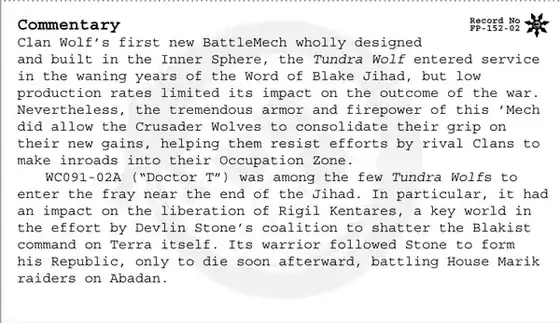 Commentary
Record No
FP-152-02
Clan Wolf's first new BattleMech wholly designed
and built in the Inner Sphere, the Tundra Wolf entered service
in the waning years of the Word of Blake Jihad, but low
production rates limited its impact on the outcome of the war.
Nevertheless, the tremendous armor and firepower of this 'Mech
did allow the Crusader Wolves to consolidate their grip on
their new gains, helping them resist efforts by rival Clans to
make inroads into their Occupation Zone.
WC091-02A ("Doctor T") was among the few Tundra Wolfs to
enter the fray near the end of the Jihad. In particular, it had
an impact on the liberation of Rigil Kentares, a key world in
the effort by Devlin Stone's coalition to shatter the Blakist
command on Terra itself. Its warrior followed Stone to form
his Republic, only to die soon afterward, battling House Marik
raiders on Abadan.